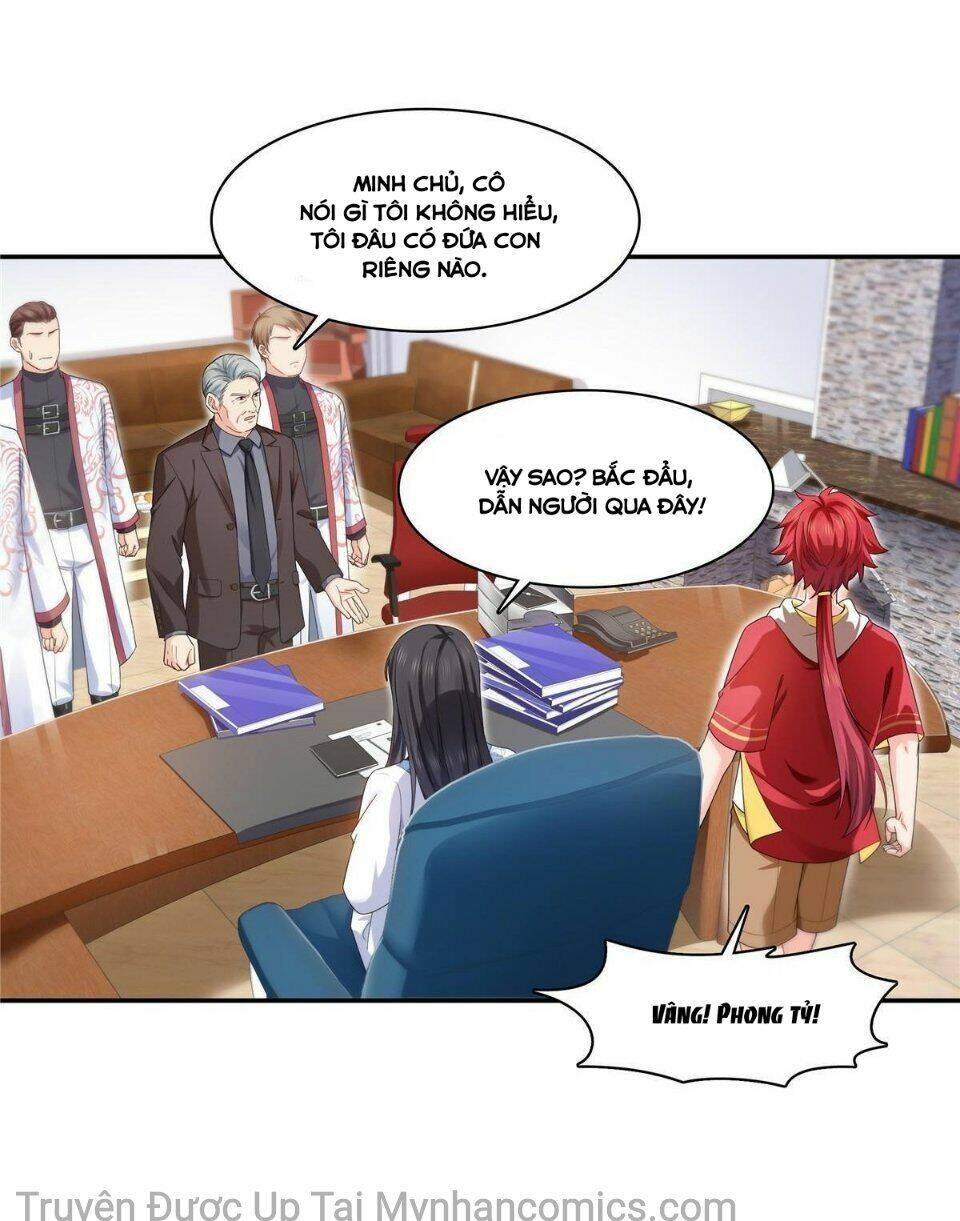 MINH CHỦ, CÔ
NÓI GÌ TÔI KHÔNG HIỂU,
TÔI ĐÂU CÓ ĐỨA CON
RIÊNG NÀO.
VẬY SAO? BẮC ĐẨU,
DẪN NGƯỜI QUA ĐÂY!
VÂNG! PHONG TỶ!
Truyện Được Up Tại Mynhancomics.com